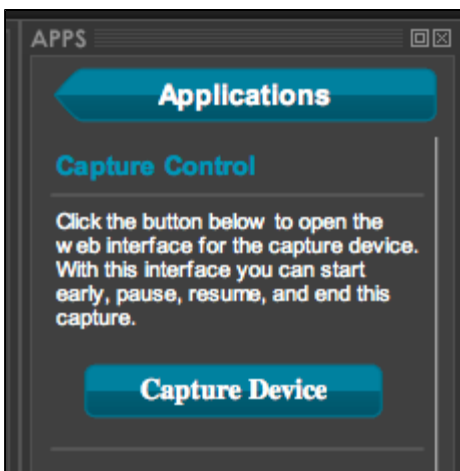 APPS
Applications
Capture Control
Click the button below to open the
web interface for the capture device.
With this interface you can start
early, pause, resume, and end this
capture.
Capture Device